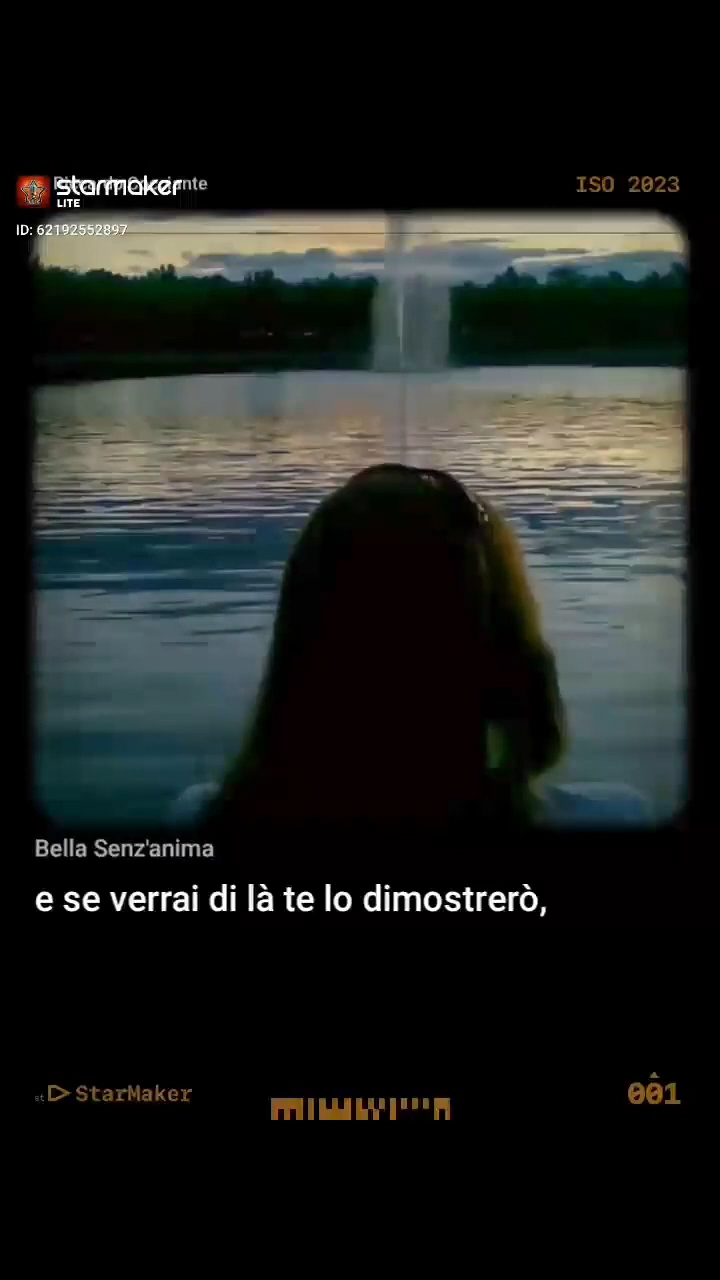 starmaker
LITE
ISO 2023
ID: 62192552897
Bella Senz'anima
e se verrai di là te lo dimostrerò,
StarMaker
001